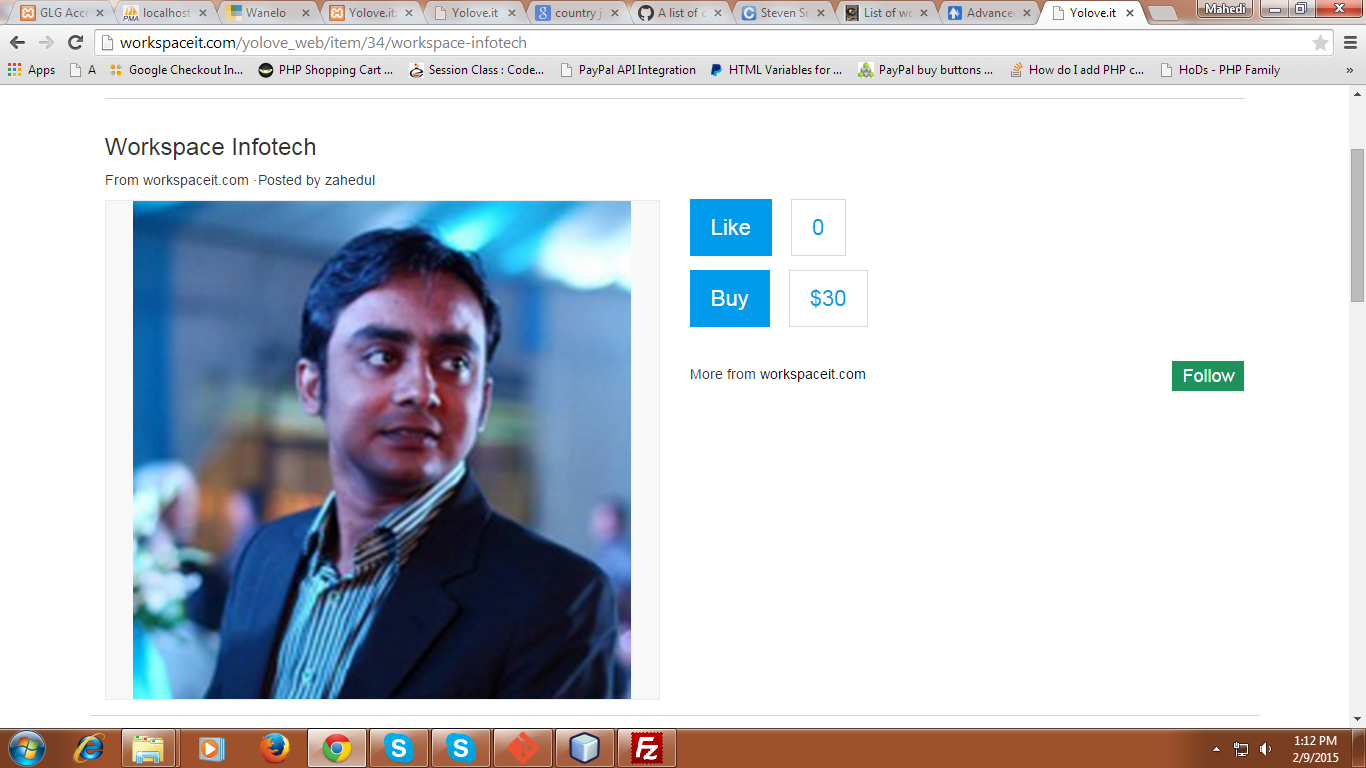 GLG Acce
localhost
Wanelo
Yolove.it:
Yolove.it
country j
A list of c
Steven Sn
List of wo
Advance
Yolove.it
Mahedi
workspaceit.com/yolove_web/item/34/workspace-infotech
Apps
A
Google Checkout In...
PHP Shopping Cart ...
Session Class : Code...
PayPal API Integration
HTML Variables for ...
PayPal buy buttons ...
How do I add PHP c...
HoDs - PHP Family
»
Workspace Infotech
From workspaceit.com ·Posted by zahedul
Like 0
Buy $30
More from workspaceit.com
Follow
1:12 PM
2/9/2015